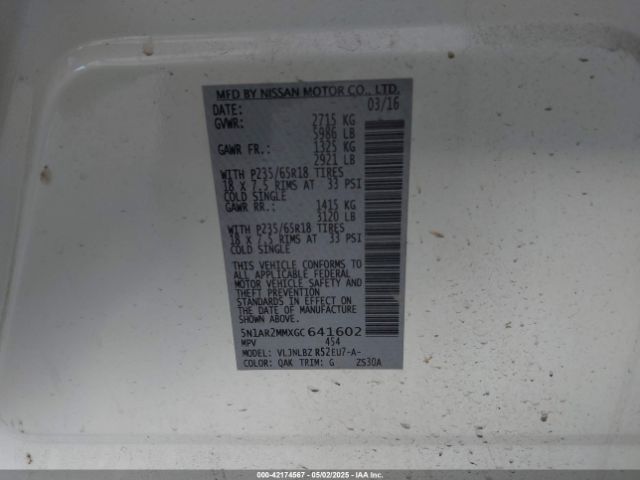 MFD BY NISSAN MOTOR CO., LTD.
DATE: 03/16
GVWR: 2715 KG
5986 LB
GAWR FR.: 1325 KG
2921 LB
WITH P235/65R18 TIRES
18 X 7.5 RIMS AT 33 PSI
COLD SINGLE
GAWR RR.: 1415 KG
3120 LB
WITH P235/65R18 TIRES
18 X 7.5 RIMS AT 33 PSI
COLD SINGLE
THIS VEHICLE CONFORMS TO
ALL APPLICABLE FEDERAL
MOTOR VEHICLE SAFETY AND
THEFT PREVENTION
STANDARDS IN EFFECT ON
THE DATE OF MANUFACTURE
SHOWN ABOVE.
5N1AR2MMXGC641602
MPV 454
MODEL: VLJNLBZ R52EU7-A-
COLOR: QAK TRIM: G ZS30A
000-42174567 - 05/02/2025 - IAAI.COM